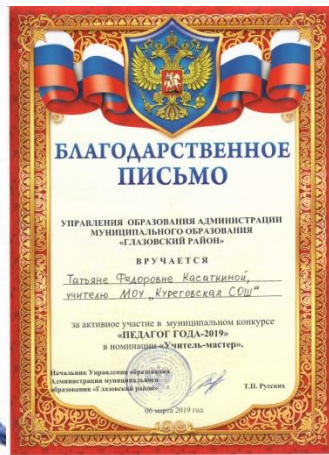 БЛАГОДАРСТВЕННОЕ
ПИСЬМО
УПРАВЛЕНИЯ ОБРАЗОВАНИЯ АДМИНИСТРАЦИИ
МУНИЦИПАЛЬНОГО ОБРАЗОВАНИЯ
«ГЛАЗОВСКИЙ РАЙОН»
ВРУЧАЕТСЯ
Татьяне Федоровне Касаткиной,
учителю МОУ „Куреговская СОШ"
за активное участие в муниципальном конкурсе
«ПЕДАГОГ ГОДА-2019»
в номинации «Учитель-мастер».
Начальник Управления образования
Администрации муниципального
образования «Глазовский район»
Т.П. Русских
06 марта 2019 год